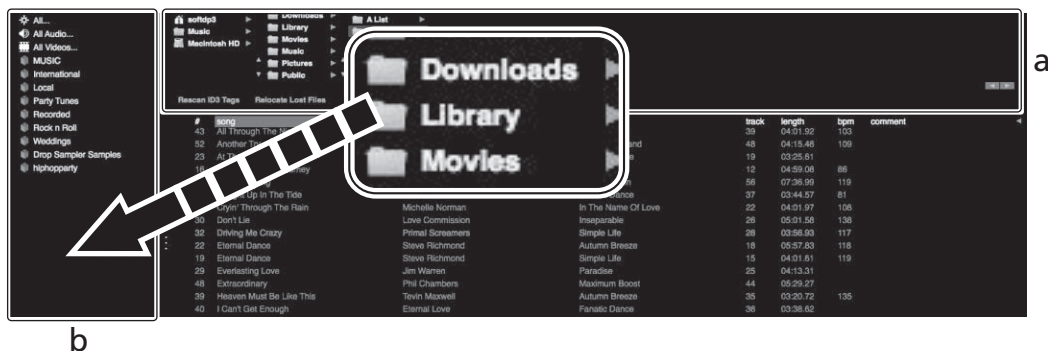 All...
All Audio...
All Videos...
MUSIC
International
Local
Party Tunes
Recorded
Rock n Roll
Weddings
Drop Sampler Samples
hiphopparty
softdp3
Music
Macintosh HD
Downloads
Library
Movies
Music
Pictures
Public
A List
Rescan ID3 Tags Relocate Lost Files
Downloads
Library
Movies
a
# song track length bpm comment
43 All Through The 39 04:01.92 103
52 Another 48 04:15.48 109
23 At 19 03:25.61
12 04:59.08 86
56 07:36.99 119
Up In The Tide 37 03:44.57 81
Cryin' Through The Rain Michelle Norman In The Name Of Love 22 04:01.97 108
30 Don't Lie Love Commission Inseparable 26 05:01.58 138
32 Driving Me Crazy Primal Screamers Simple Life 28 03:56.93 117
22 Eternal Dance Steve Richmond Autumn Breeze 18 05:57.83 118
19 Eternal Dance Steve Richmond Simple Life 15 04:01.61 119
29 Everlasting Love Jim Warren Paradise 25 04:13.31
48 Extraordinary Phil Chambers Maximum Boost 44 05:29.27
39 Heaven Must Be Like This Tevin Maxwell Autumn Breeze 35 03:20.72 135
40 I Can't Get Enough Eternal Love Fanatic Dance 36 03:38.62
b